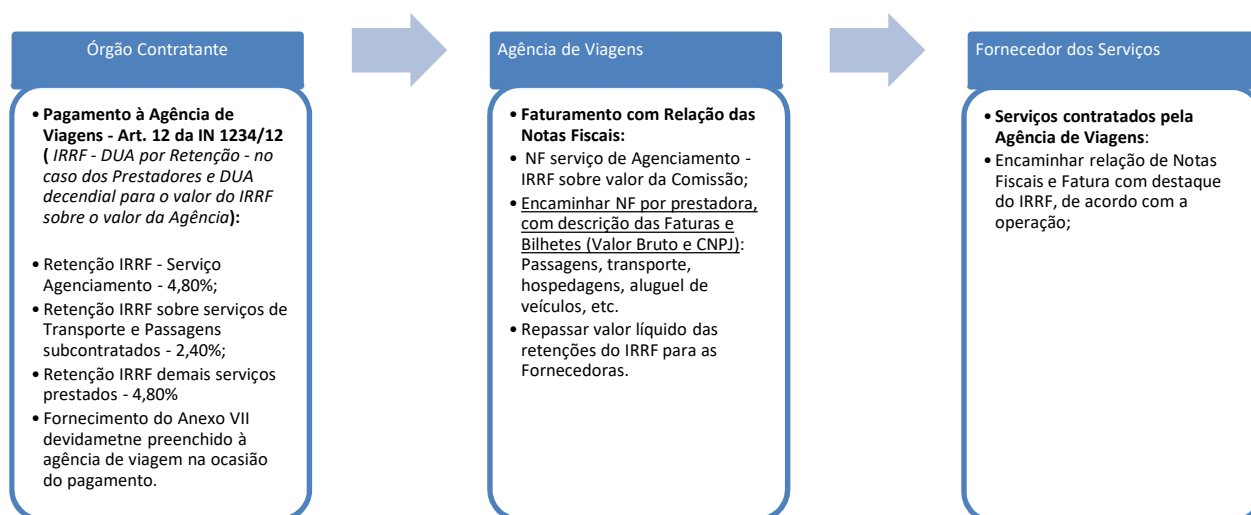 Órgão Contratante
• Pagamento à Agência de
Viagens - Art. 12 da IN 1234/12
( IRRF - DUA por Retenção - no
caso dos Prestadores e DUA
decendial para o valor do IRRF
sobre o valor da Agência):
• Retenção IRRF - Serviço
Agenciamento - 4,80%;
• Retenção IRRF sobre serviços de
Transporte e Passagens
subcontratados - 2,40%;
• Retenção IRRF demais serviços
prestados - 4,80%
• Fornecimento do Anexo VII
devidametne preenchido à
agência de viagem na ocasião
do pagamento.
Agência de Viagens
• Faturamento com Relação das
Notas Fiscais:
• NF serviço de Agenciamento -
IRRF sobre valor da Comissão;
• Encaminhar NF por prestadora,
com descrição das Faturas e
Bilhetes (Valor Bruto e CNPJ):
Passagens, transporte,
hospedagens, aluguel de
veículos, etc.
• Repassar valor líquido das
retenções do IRRF para as
Fornecedoras.
Fornecedor dos Serviços
• Serviços contratados pela
Agência de Viagens:
• Encaminhar relação de Notas
Fiscais e Fatura com destaque
do IRRF, de acordo com a
operação;